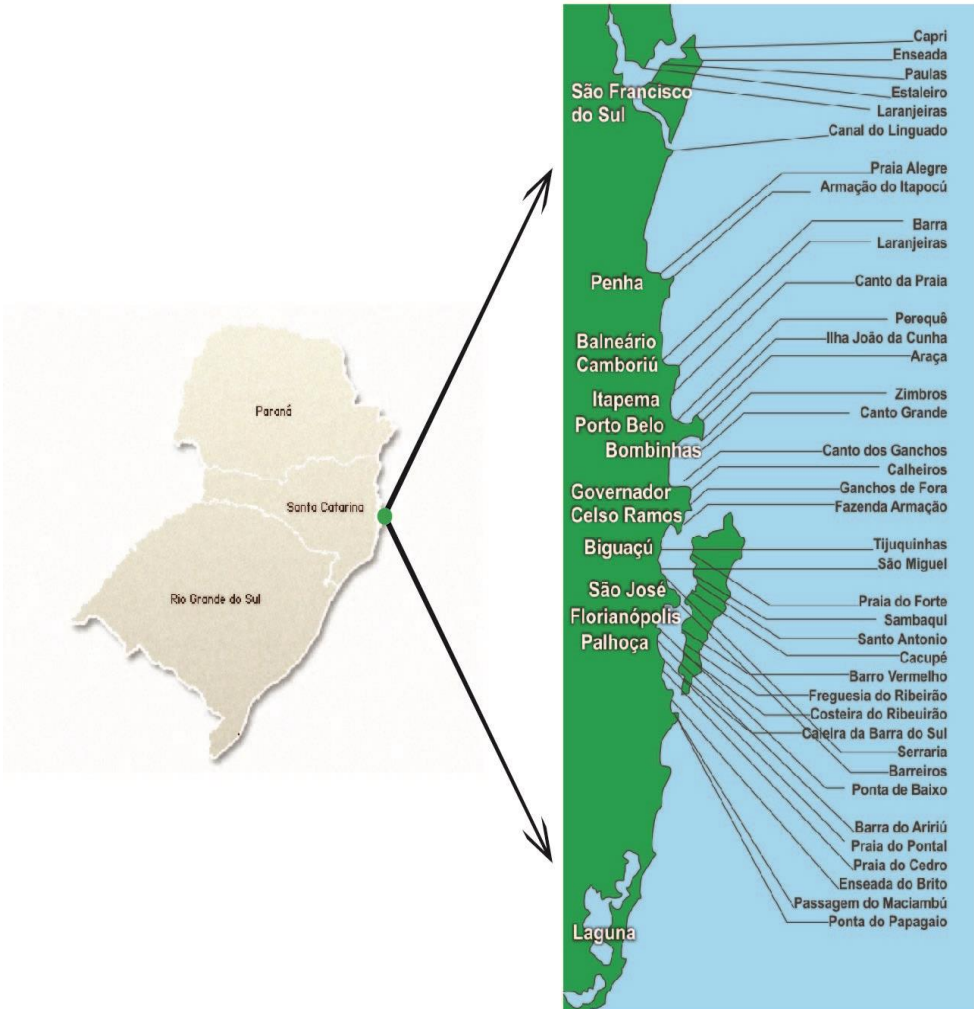 Paraná
Santa Catarina
Rio Grande do Sul
São Francisco
do Sul
Penha
Balneário
Camboriú
Itapema
Porto Belo
Bombinhas
Governador
Celso Ramos
Biguaçú
São José
Florianópolis
Palhoça
Laguna
Capri
Enseada
Paulas
Estaleiro
Laranjeiras
Canal do Linguado
Praia Alegre
Armação do Itapocú
Barra
Laranjeiras
Canto da Praia
Perequê
Ilha João da Cunha
Araça
Zimbros
Canto Grande
Canto dos Ganchos
Calheiros
Ganchos de Fora
Fazenda Armação
Tijuquinhas
São Miguel
Praia do Forte
Sambaqui
Santo Antonio
Cacupé
Barro Vermelho
Freguesia do Ribeirão
Costeira do Ribeuirão
Caieira da Barra do Sul
Serraria
Barreiros
Ponta de Baixo
Barra do Aririú
Praia do Pontal
Praia do Cedro
Enseada do Brito
Passagem do Maciambú
Ponta do Papagaio